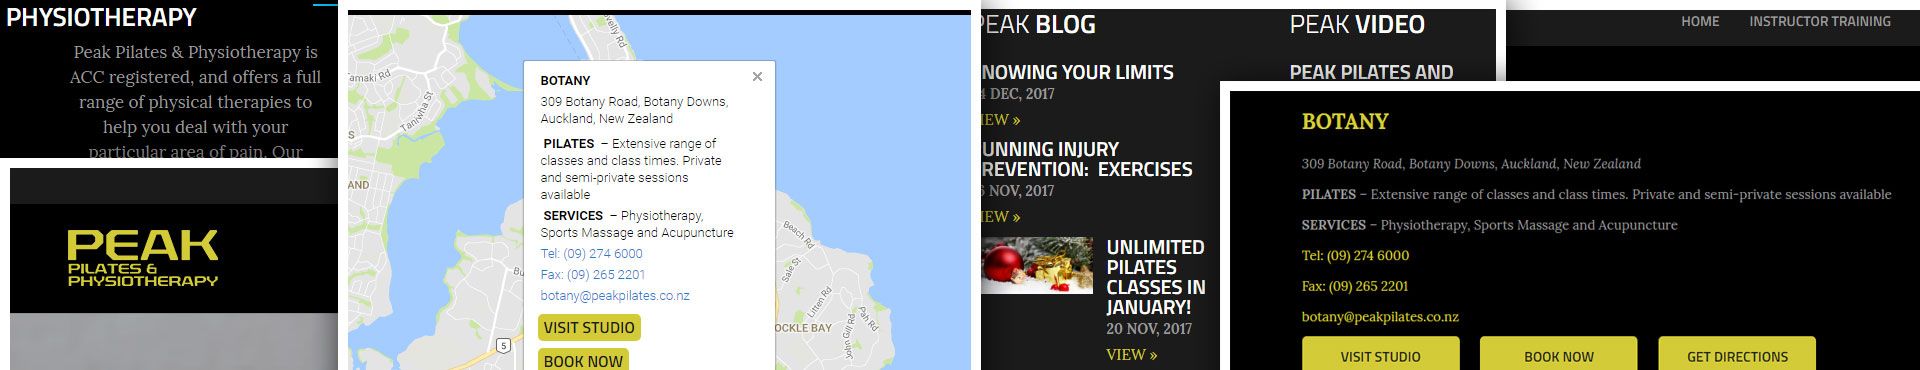 PHYSIOTHERAPY
Peak Pilates & Physiotherapy is
ACC registered, and offers a full
range of physical therapies to
help you deal with your
particular area of pain. Our
PEAK
PILATES &
PHYSIOTHERAPY
Tamaki Rd
Taniwha St
BOTANY
309 Botany Road, Botany Downs,
Auckland, New Zealand
PILATES – Extensive range of
classes and class times. Private
and semi-private sessions
available
SERVICES – Physiotherapy,
Sports Massage and Acupuncture
Tel: (09) 274 6000
Fax: (09) 265 2201
botany@peakpilates.co.nz
VISIT STUDIO
BOOK NOW
5
Beach Rd
Sale St
Litten Rd
Pah Rd
John Gill Rd
OCKLE BAY
PEAK BLOG
NOWING YOUR LIMITS
4 DEC, 2017
IEW »
UNNING INJURY
REVENTION: EXERCISES
NOV, 2017
IEW »
UNLIMITED
PILATES
CLASSES IN
JANUARY!
20 NOV, 2017
VIEW »
PEAK VIDEO
PEAK PILATES AND
HOME INSTRUCTOR TRAINING
BOTANY
309 Botany Road, Botany Downs, Auckland, New Zealand
PILATES – Extensive range of classes and class times. Private and semi-private sessions available
SERVICES – Physiotherapy, Sports Massage and Acupuncture
Tel: (09) 274 6000
Fax: (09) 265 2201
botany@peakpilates.co.nz
VISIT STUDIO BOOK NOW GET DIRECTIONS